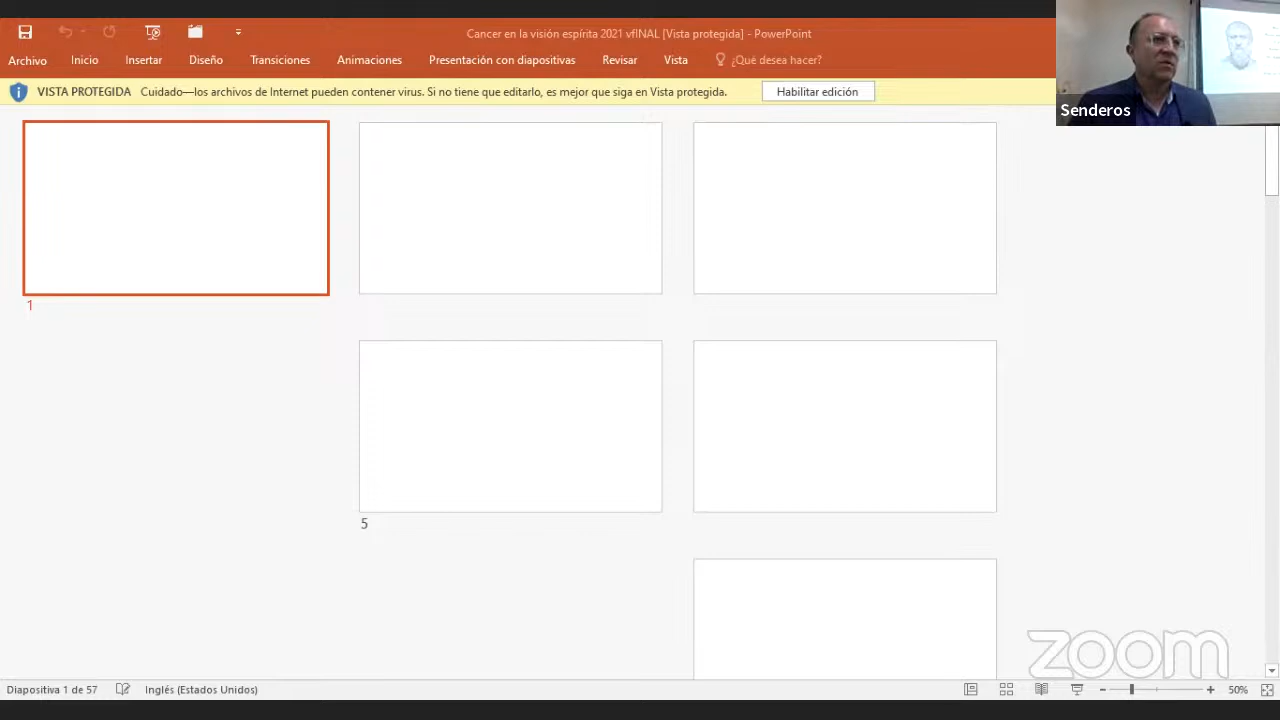 Cancer en la visión espírita 2021 vfINAL [Vista protegida] - PowerPoint
Archivo Inicio Insertar Diseño Transiciones Animaciones Presentación con diapositivas Revisar Vista ¿Qué desea hacer?
VISTA PROTEGIDA Cuidado—los archivos de Internet pueden contener virus. Si no tiene que editarlo, es mejor que siga en Vista protegida. Habilitar edición
Senderos
1
5
zoom
Diapositiva 1 de 57 Inglés (Estados Unidos) 50%